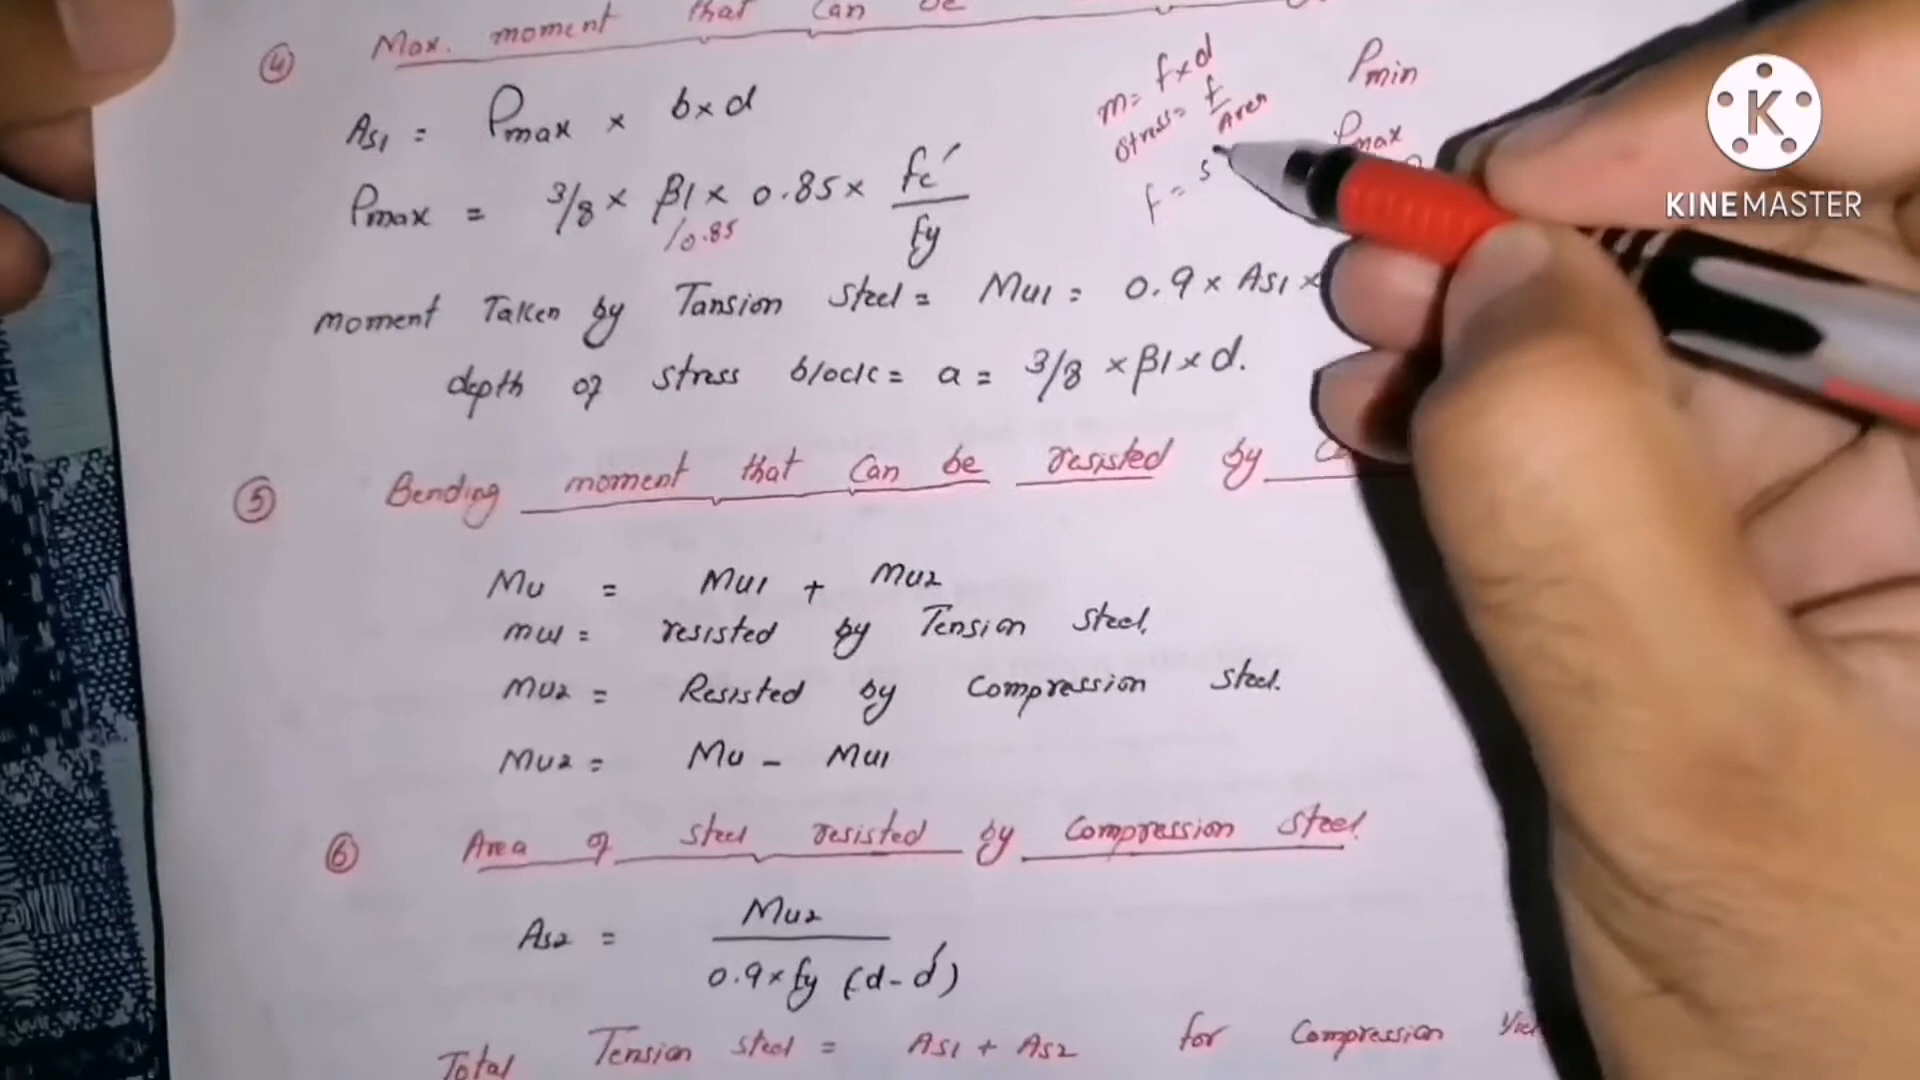 ④ Max. moment that Can be
As1 = ρmax × b×d
ρmax = 3/8 × β1 × 0.85 × fc' / fy
/0.85
m= f×d
Stress= f / Area
f = s
ρmin
ρmax
KINEMASTER
moment Taken by Tansion Steel = Mu1 = 0.9 × As1 ×
depth of stress block = a = 3/8 × β1 × d.
⑤ Bending moment that Can be resisted by
Mu = Mu1 + Mu2
mu1 = resisted by Tension Steel.
Mu2 = Resisted by Compression Steel.
Mu2 = Mu - Mu1
⑥ Area of steel resisted by Compression Steel
As2 = Mu2 / 0.9×fy (d-d')
Total Tension steel = As1 + As2 for Compression